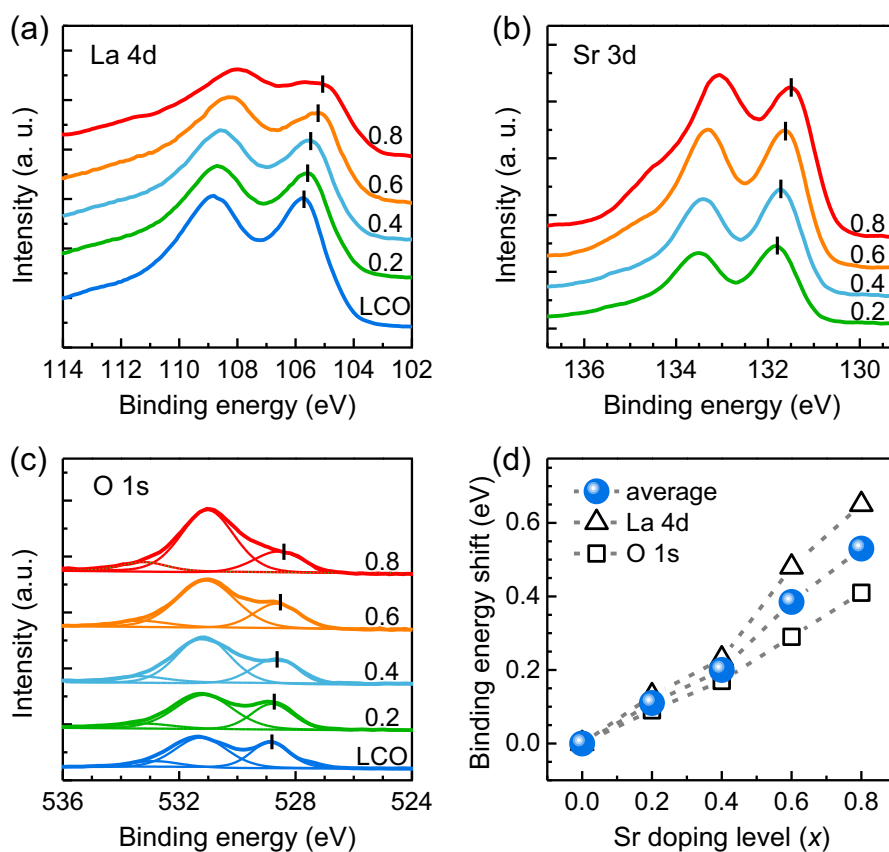 (a)
La 4d
0.8
0.6
0.4
0.2
LCO
Intensity (a. u.)
114 112 110 108 106 104 102
Binding energy (eV)
(b)
Sr 3d
0.8
0.6
0.4
0.2
Intensity (a. u.)
136 134 133 132 130
Binding energy (eV)
(c)
O 1s
0.8
0.6
0.4
0.2
LCO
Intensity (a.u.)
536 531 528 524
Binding energy (eV)
(d)
average
La 4d
O 1s
Binding energy shift (eV)
0.6
0.4
0.2
0.0
0.0 0.2 0.4 0.6 0.8
Sr doping level (x)